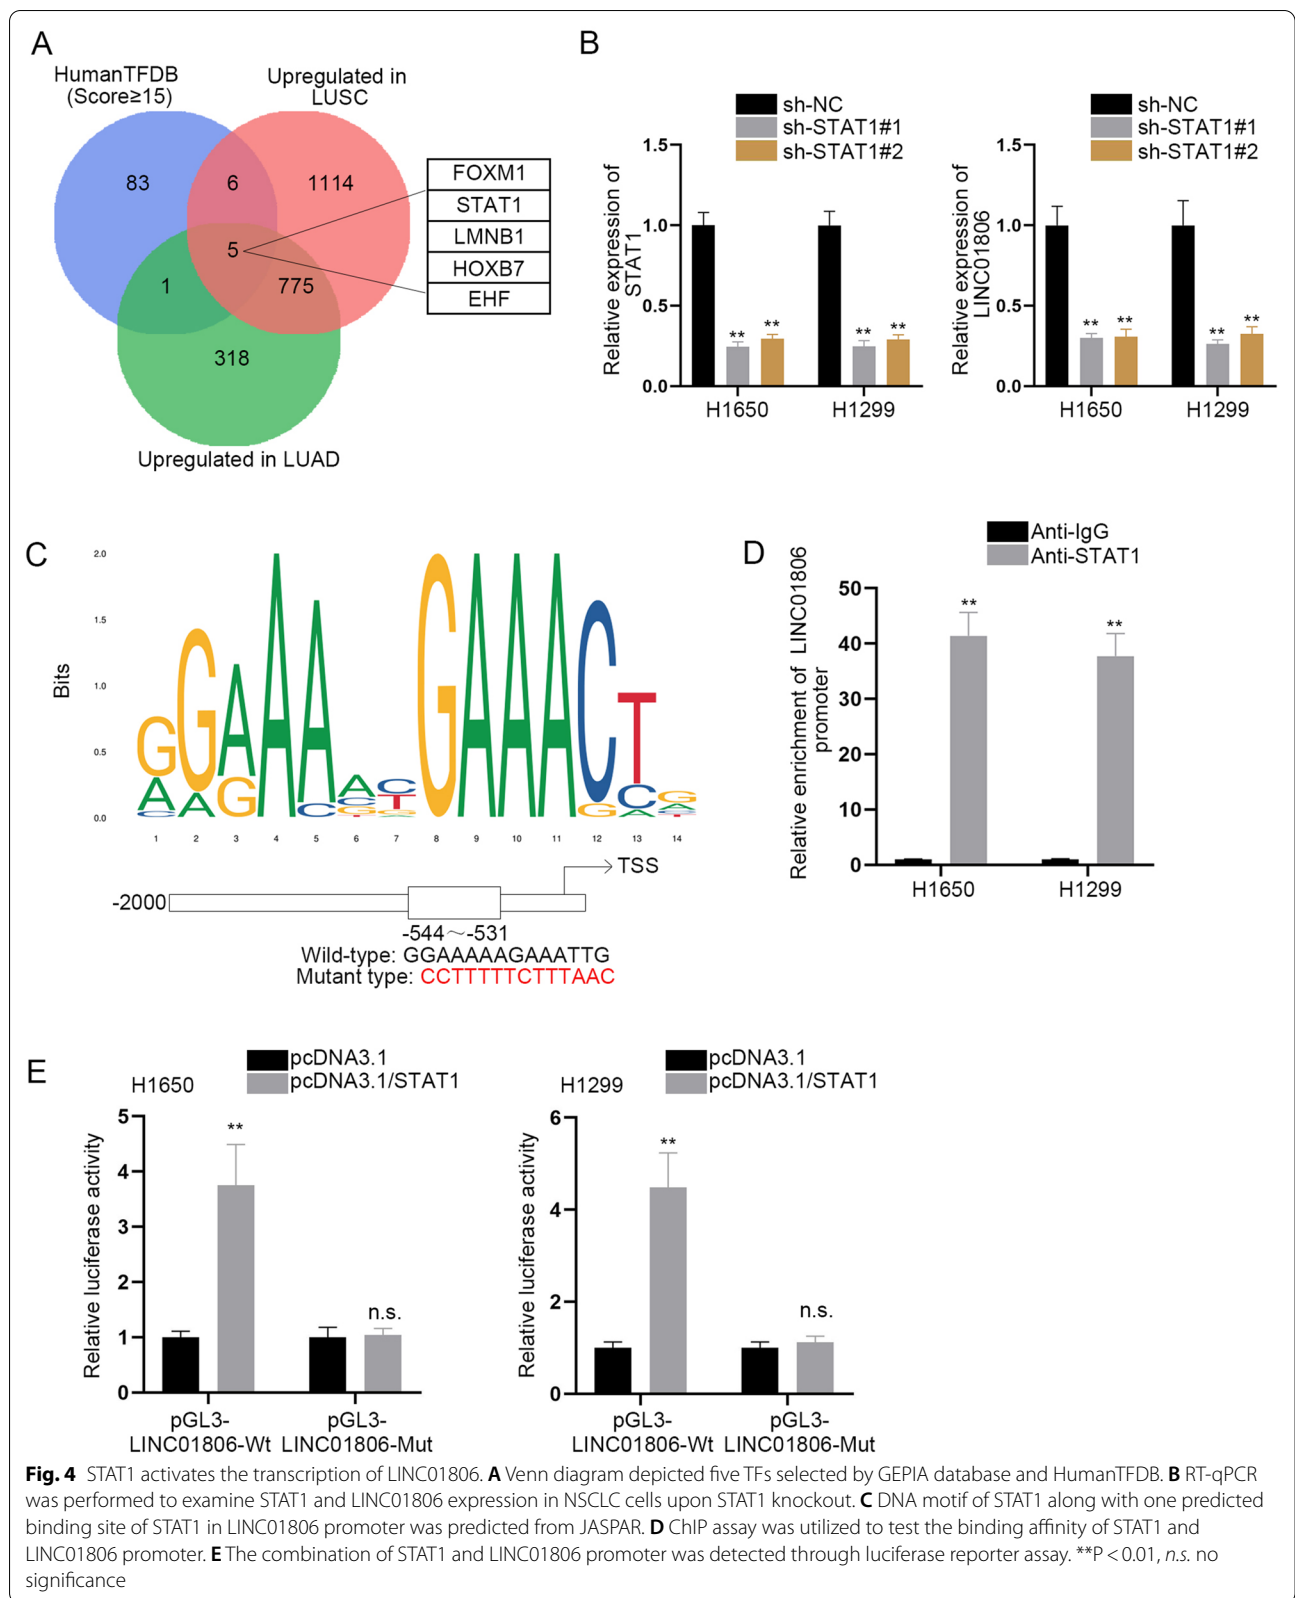 A
HumanTFDB
(Score≥15)
Upregulated in
LUSC
83
6
1114
5
1
775
318
Upregulated in LUAD
FOXM1
STAT1
LMNB1
HOXB7
EHF
B
sh-NC
sh-STAT1#1
sh-STAT1#2
Relative expression of
STAT1
1.5
1.0
0.5
0.0
** ** ** **
H1650 H1299
sh-NC
sh-STAT1#1
sh-STAT1#2
Relative expression of
LINC01806
1.5
1.0
0.5
0.0
** ** ** **
H1650 H1299
C
Bits
2.0
1.5
1.0
0.5
0.0
1 2 3 4 5 6 7 8 9 10 11 12 13 14
TSS
-2000
-544～-531
Wild-type: GGAAAAAGAAATTG
Mutant type: CCTTTTTCTTTAAC
D
Anti-IgG
Anti-STAT1
Relative enrichment of LINC01806
promoter
50
40
30
20
10
0
** **
H1650 H1299
E
H1650
pcDNA3.1
pcDNA3.1/STAT1
Relative luciferase activity
5
4
3
2
1
0
**
n.s.
pGL3- pGL3-
LINC01806-Wt LINC01806-Mut
H1299
pcDNA3.1
pcDNA3.1/STAT1
Relative luciferase activity
6
4
2
0
**
n.s.
pGL3- pGL3-
LINC01806-Wt LINC01806-Mut
Fig. 4 STAT1 activates the transcription of LINC01806. A Venn diagram depicted five TFs selected by GEPIA database and HumanTFDB. B RT-qPCR
was performed to examine STAT1 and LINC01806 expression in NSCLC cells upon STAT1 knockout. C DNA motif of STAT1 along with one predicted
binding site of STAT1 in LINC01806 promoter was predicted from JASPAR. D ChIP assay was utilized to test the binding affinity of STAT1 and
LINC01806 promoter. E The combination of STAT1 and LINC01806 promoter was detected through luciferase reporter assay. **P < 0.01, n.s. no
significance